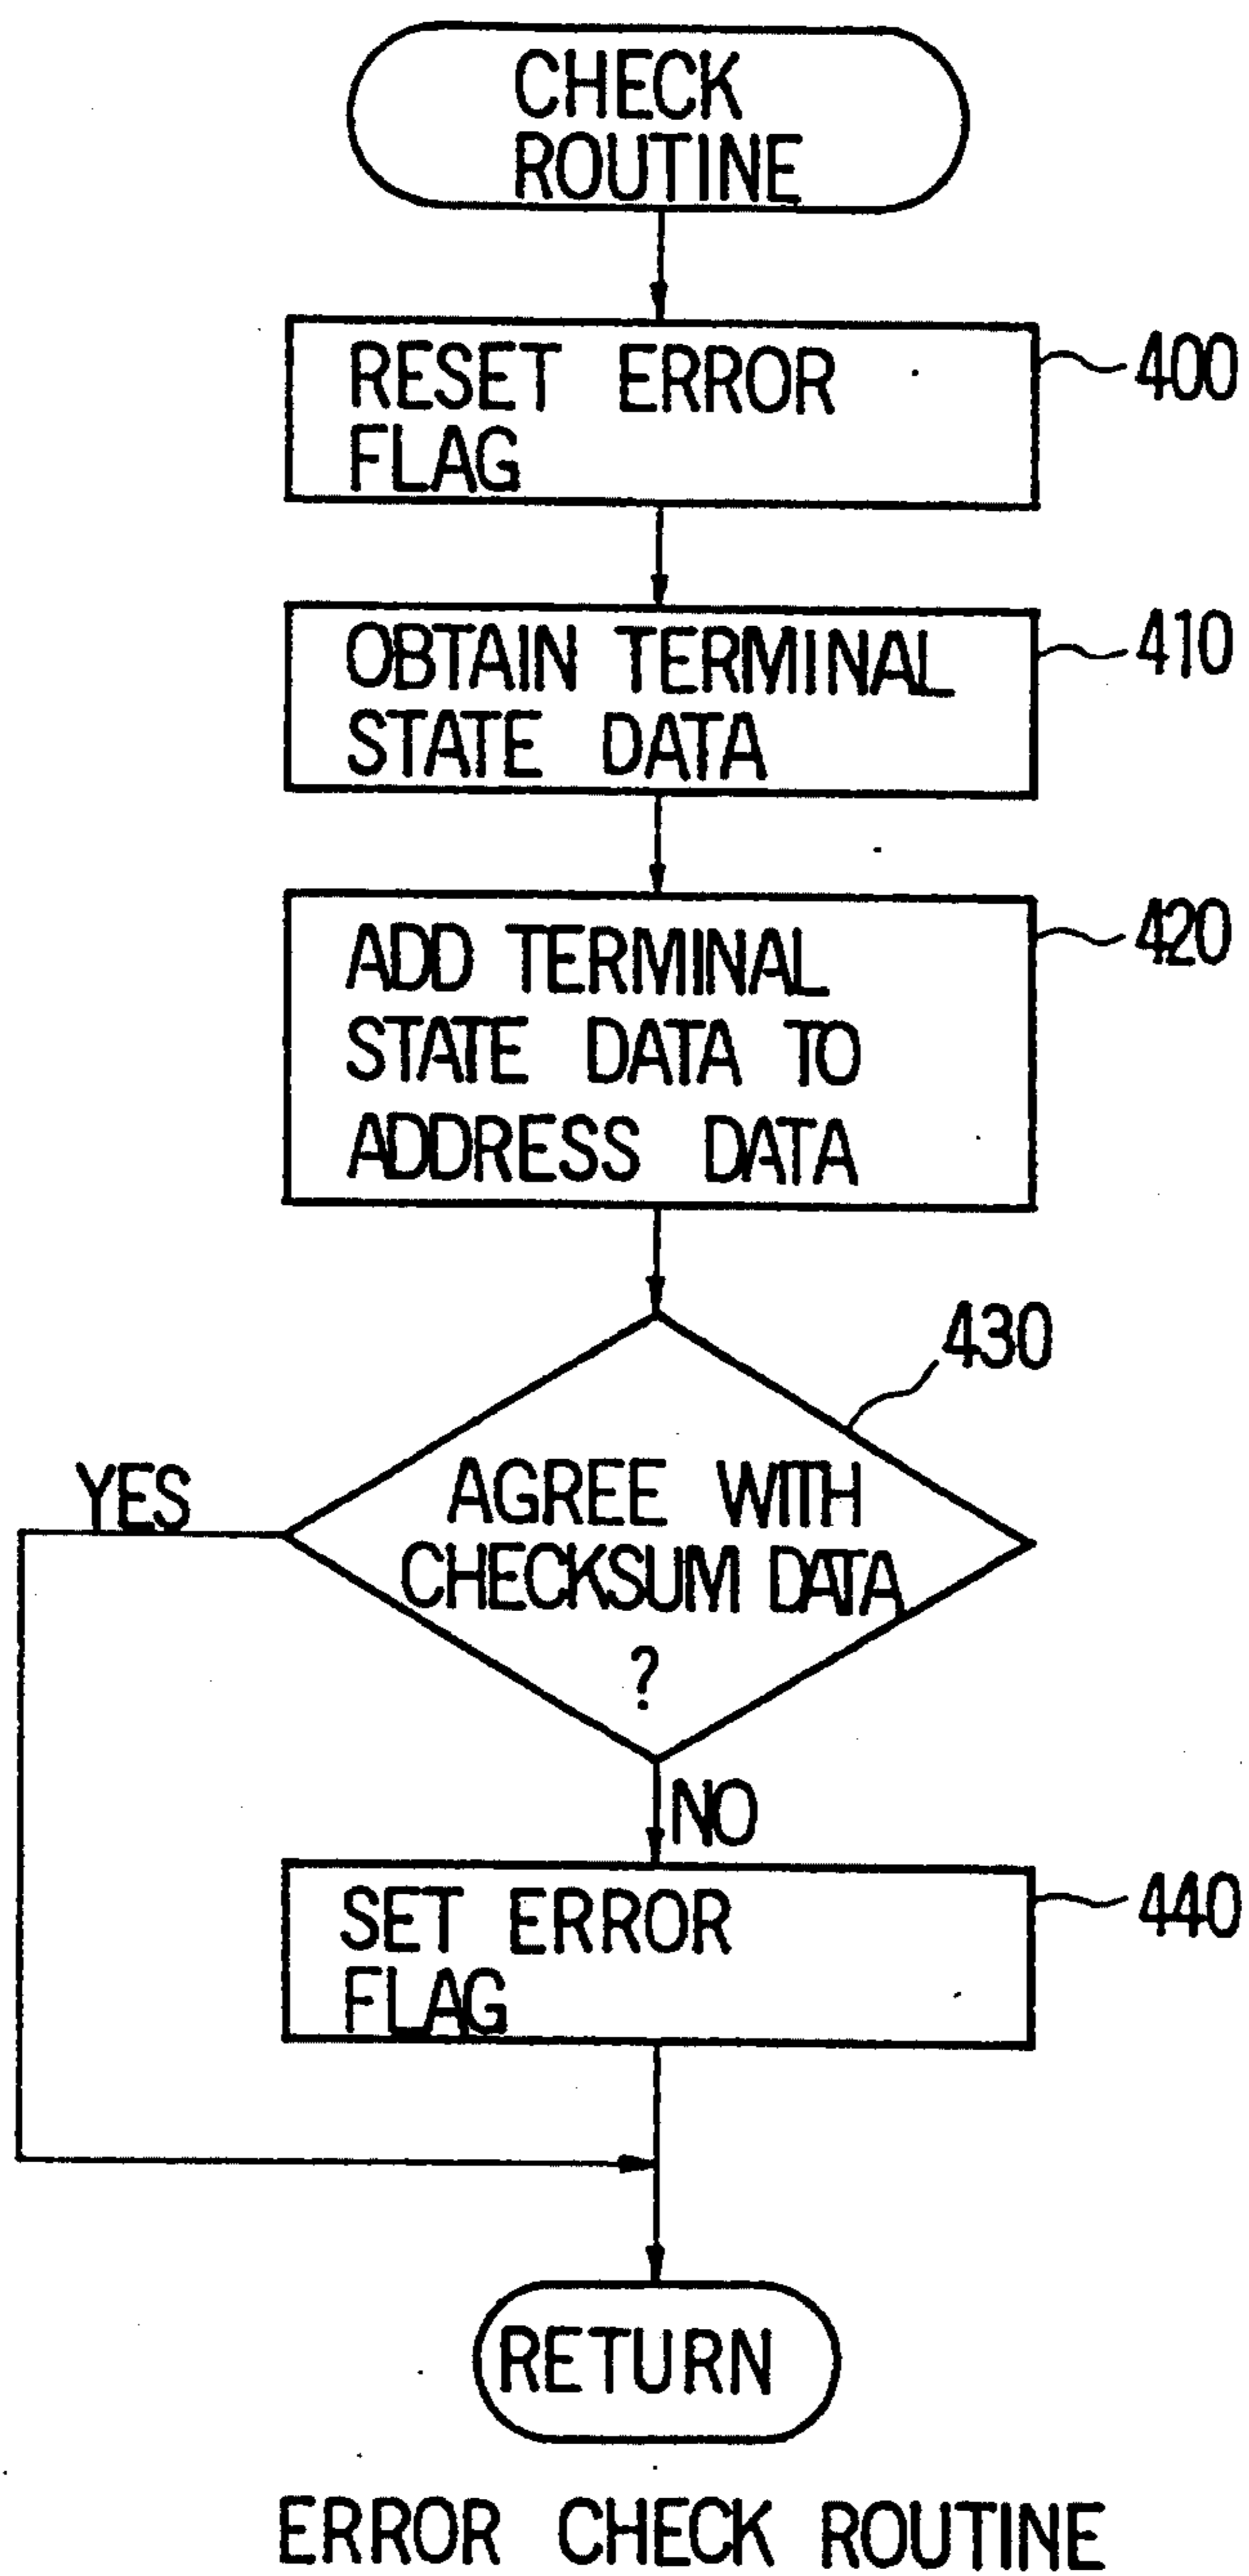 CHECK
ROUTINE
RESET ERROR
FLAG
400
OBTAIN TERMINAL
STATE DATA
410
ADD TERMINAL
STATE DATA TO
ADDRESS DATA
420
430
YES
AGREE WITH
CHECKSUM DATA
?
NO
SET ERROR
FLAG
440
RETURN
ERROR CHECK ROUTINE